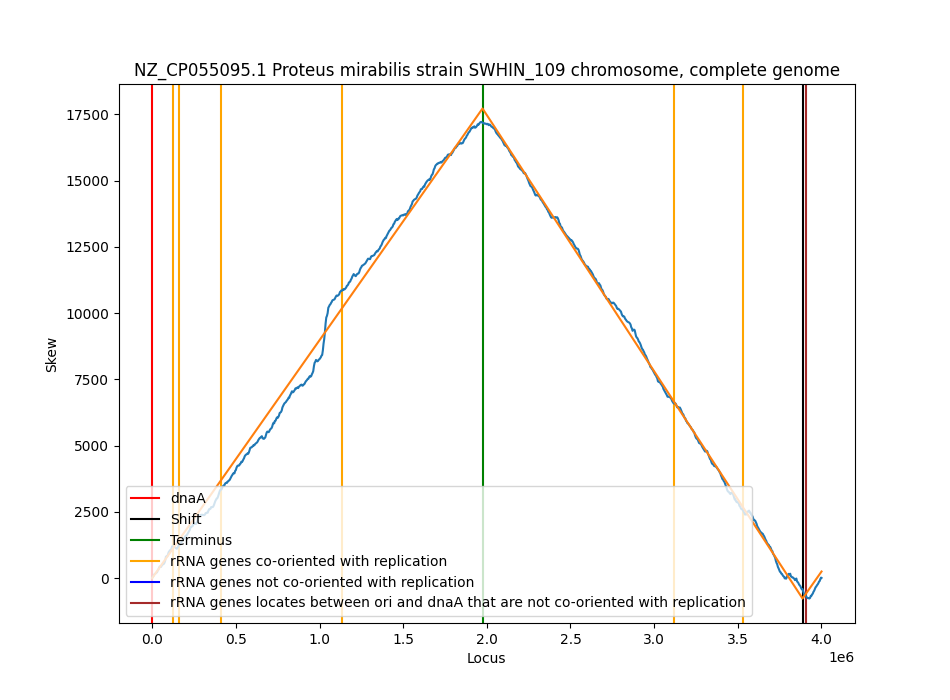 NZ_CP055095.1 Proteus mirabilis strain SWHIN_109 chromosome, complete genome
Skew
17500
15000
12500
10000
7500
5000
2500
0
dnaA
Shift
Terminus
rRNA genes co-oriented with replication
rRNA genes not co-oriented with replication
rRNA genes locates between ori and dnaA that are not co-oriented with replication
0.0 0.5 1.0 1.5 2.0 2.5 3.0 3.5 4.0
Locus
1e6